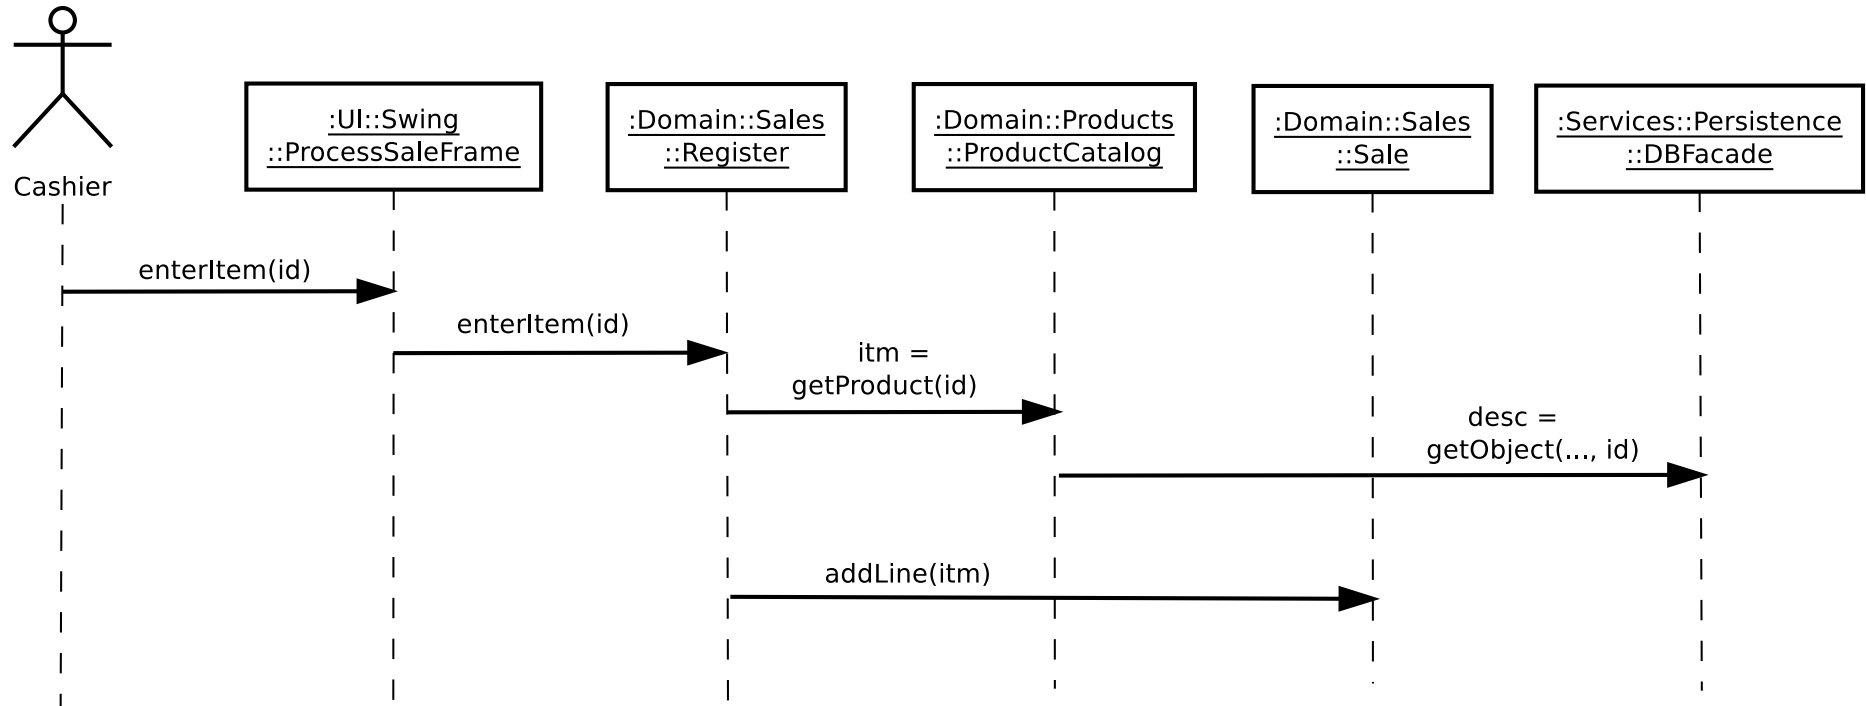 Cashier
:UI::Swing
::ProcessSaleFrame
:Domain::Sales
::Register
:Domain::Products
::ProductCatalog
:Domain::Sales
::Sale
:Services::Persistence
::DBFacade
enterItem(id)
enterItem(id)
itm =
getProduct(id)
desc =
getObject(..., id)
addLine(itm)